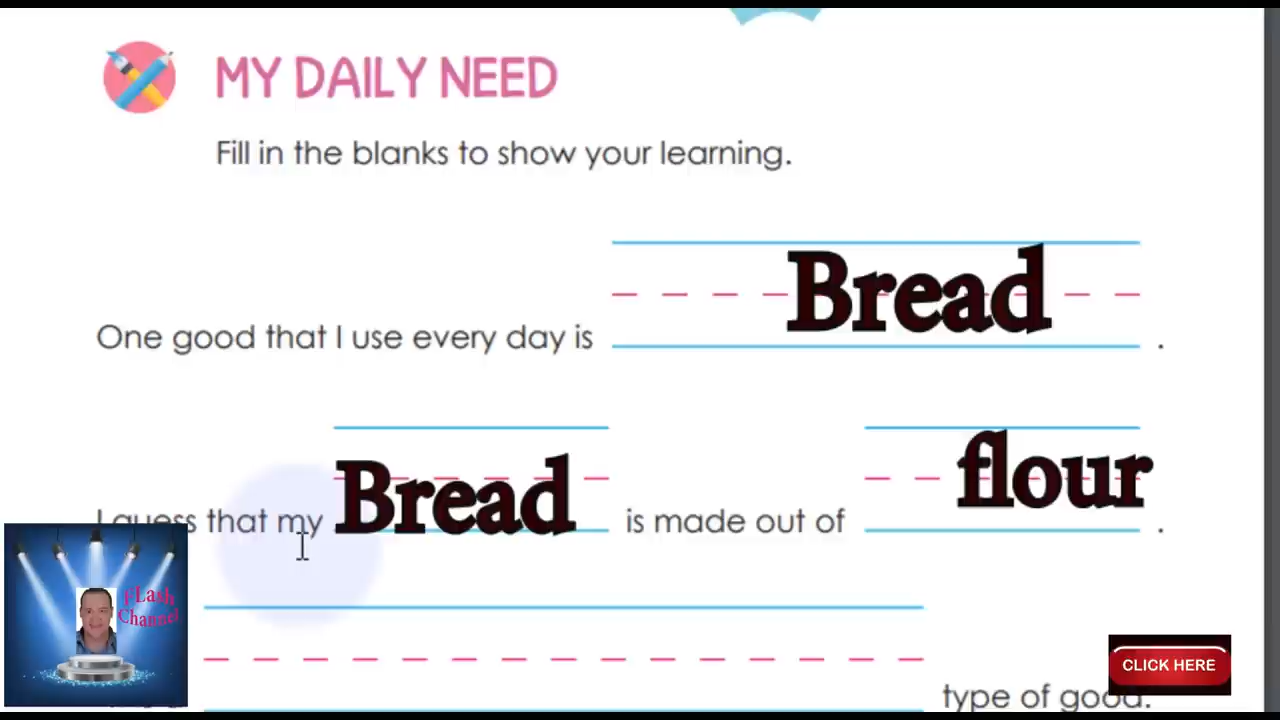 MY DAILY NEED
Fill in the blanks to show your learning.
One good that I use every day is Bread .
I guess that my Bread is made out of flour .
fLash
Channel
CLICK HERE
type of good.